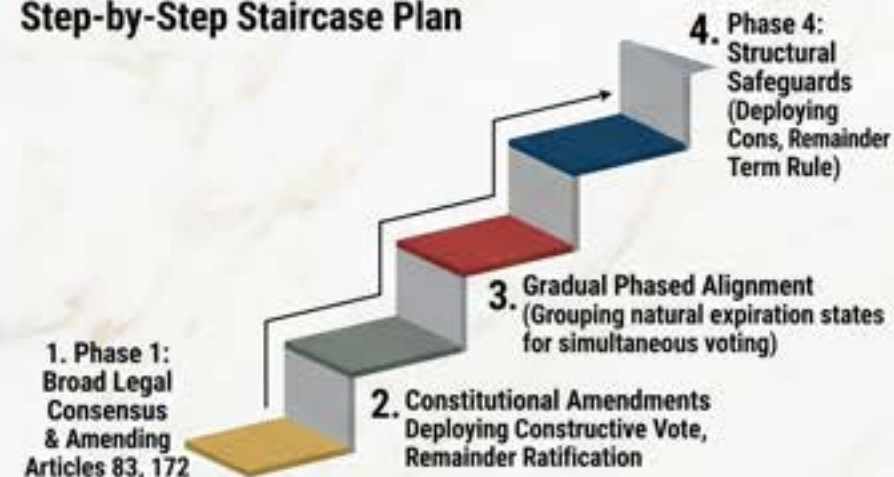 Step-by-Step Staircase Plan
1. Phase 1:
Broad Legal
Consensus
& Amending
Articles 83, 172
2. Constitutional Amendments
Deploying Constructive Vote,
Remainder Ratification
3. Gradual Phased Alignment
(Grouping natural expiration states
for simultaneous voting)
4. Phase 4:
Structural
Safeguards
(Deploying
Cons, Remainder
Term Rule)